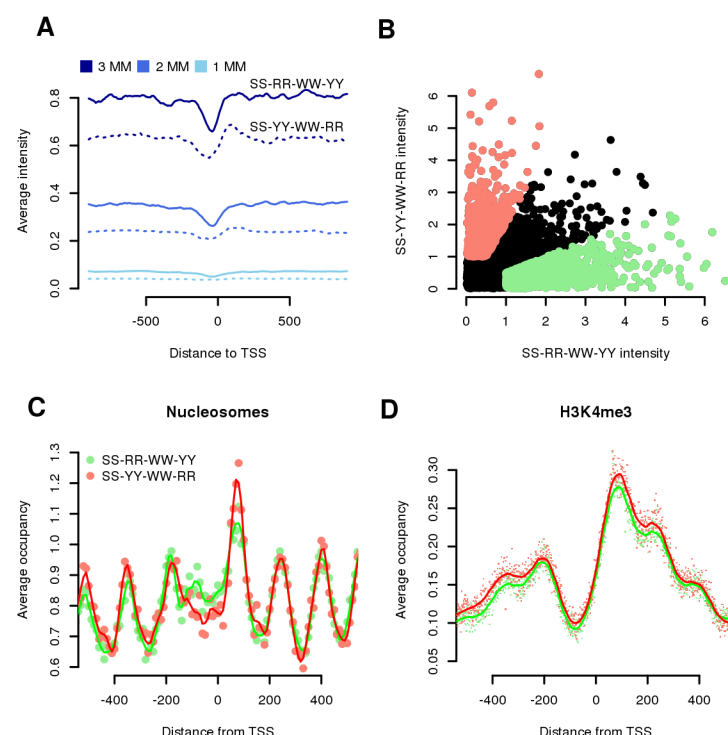 A
3 MM 2 MM 1 MM
SS-RR-WW-YY
SS-YY-WW-RR
Average intensity
0.0 0.2 0.4 0.6 0.8
-500 0 500
Distance to TSS
B
SS-YY-WW-RR intensity
0 1 2 3 4 5 6
0 1 2 3 4 5 6
SS-RR-WW-YY intensity
C
Nucleosomes
SS-RR-WW-YY
SS-YY-WW-RR
Average occupancy
0.6 0.7 0.8 0.9 1.0 1.1 1.2 1.3
-400 -200 0 200 400
Distance from TSS
D
H3K4me3
Average occupancy
0.05 0.10 0.15 0.20 0.25 0.30
-400 -200 0 200 400
Distance from TSS